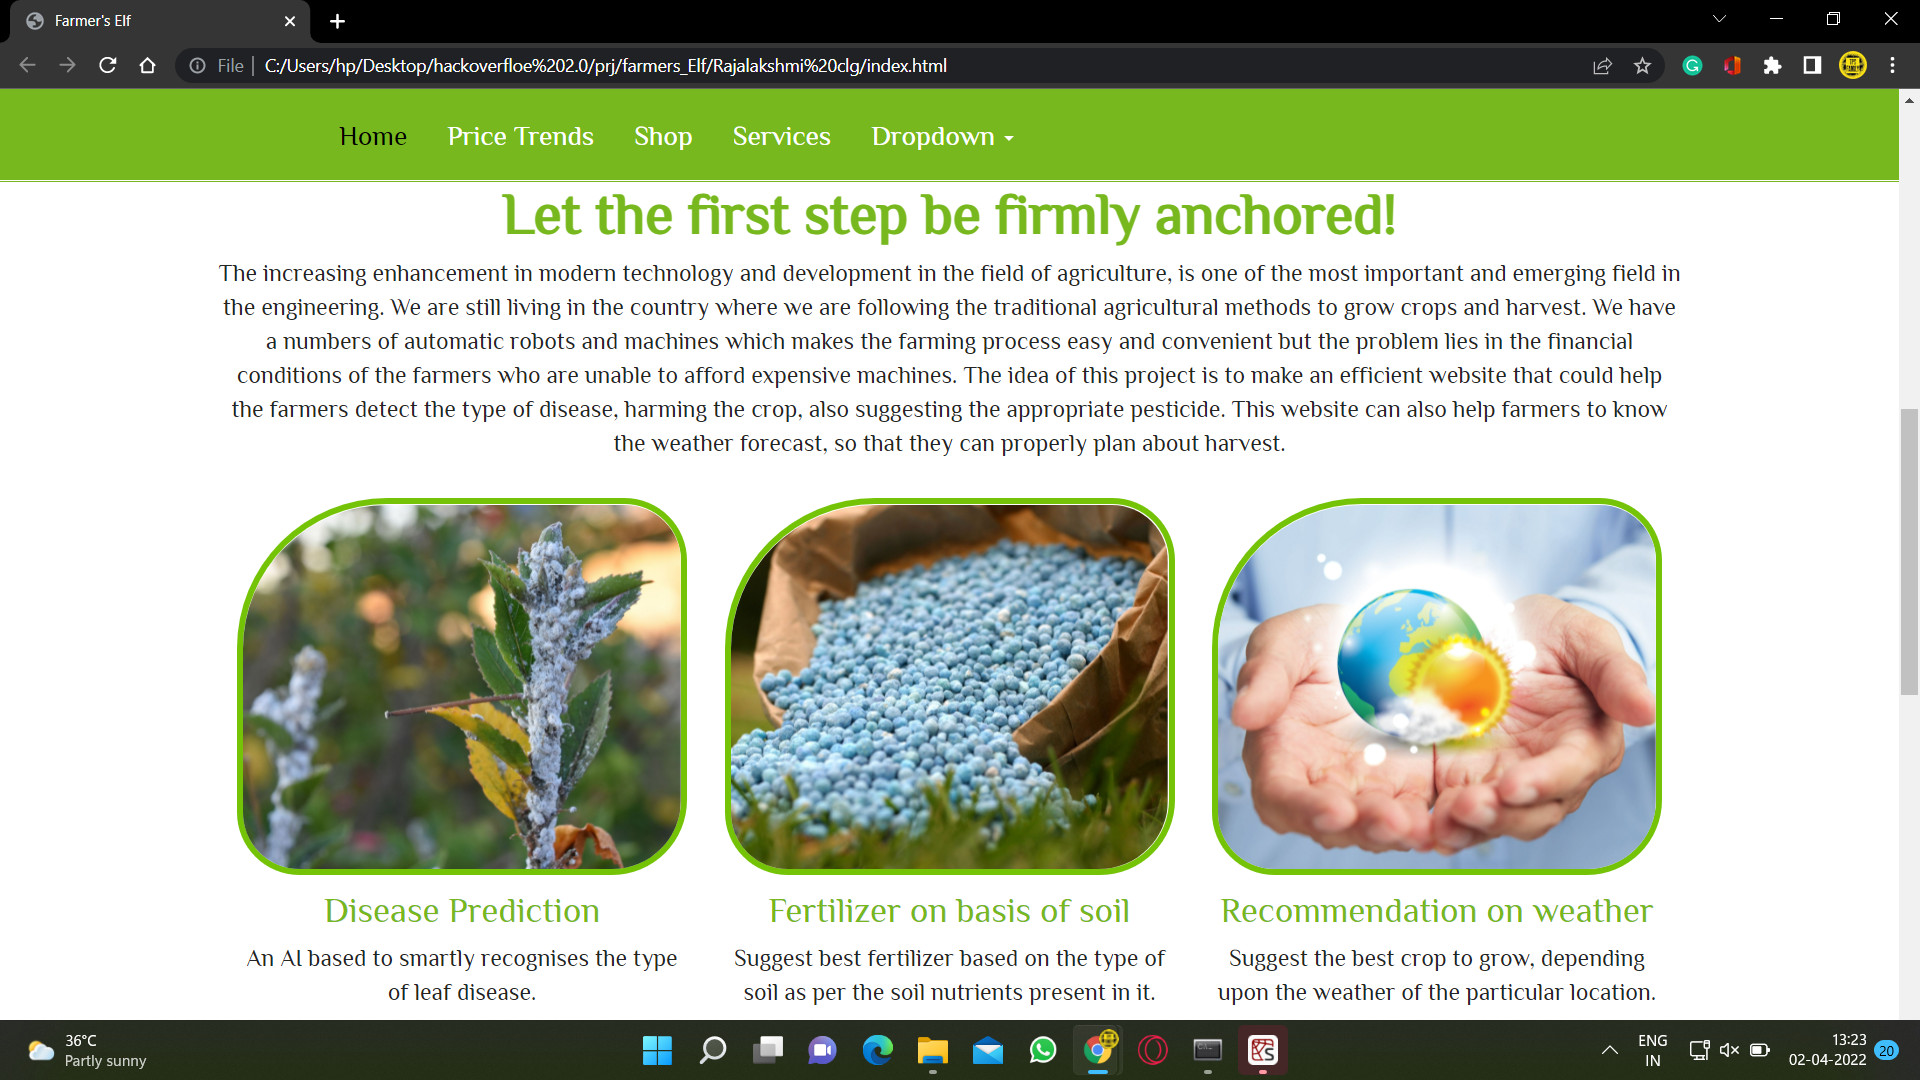 Farmer's Elf
File
C:/Users/hp/Desktop/hackoverfloe%202.0/prj/farmers_Elf/Rajalakshmi%20clg/index.html
Home Price Trends Shop Services Dropdown
Let the first step be firmly anchored!
The increasing enhancement in modern technology and development in the field of agriculture, is one of the most important and emerging field in
the engineering. We are still living in the country where we are following the traditional agricultural methods to grow crops and harvest. We have
a numbers of automatic robots and machines which makes the farming process easy and convenient but the problem lies in the financial
conditions of the farmers who are unable to afford expensive machines. The idea of this project is to make an efficient website that could help
the farmers detect the type of disease, harming the crop, also suggesting the appropriate pesticide. This website can also help farmers to know
the weather forecast, so that they can properly plan about harvest.
Disease Prediction
An Al based to smartly recognises the type
of leaf disease.
Fertilizer on basis of soil
Suggest best fertilizer based on the type of
soil as per the soil nutrients present in it.
Recommendation on weather
Suggest the best crop to grow, depending
upon the weather of the particular location.
36°C
Partly sunny
ENG
IN
13:23
02-04-2022
20